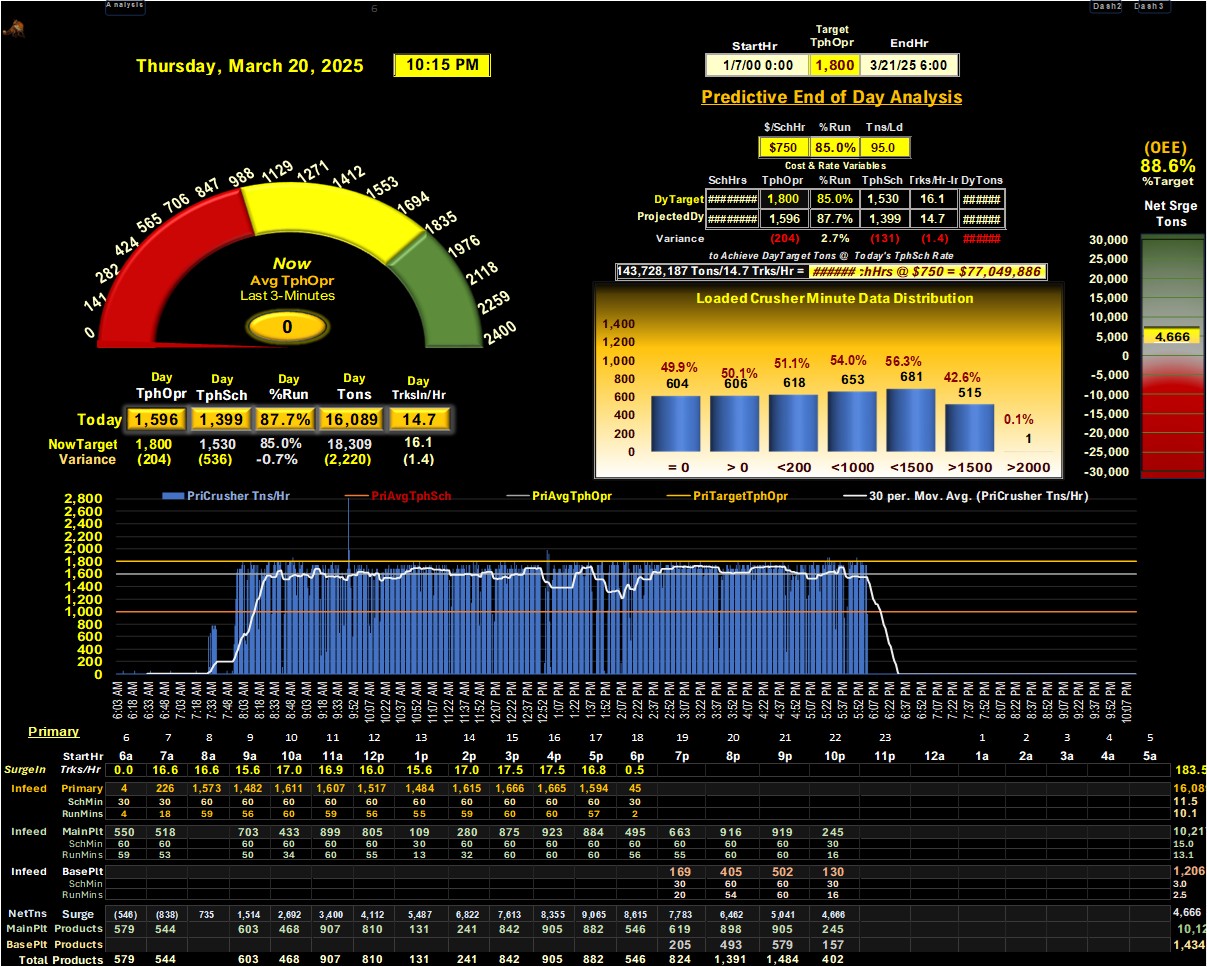 Analysis
6
Dash2 Dash3
Thursday, March 20, 2025 10:15 PM
StartHr Target TphOpr EndHr
1/7/00 0:00 1,800 3/21/25 6:00
Predictive End of Day Analysis
$/SchHr %Run Tns/Ld
$750 85.0% 95.0
Cost & Rate Variables
SchHrs TphOpr %Run TphSch Trks/Hr-Ir DyTons
DyTarget ######## 1,800 85.0% 1,530 16.1 ######
ProjectedDy ######## 1,596 87.7% 1,399 14.7 ######
Variance (204) 2.7% (131) (1.4) ######
to Achieve DayTarget Tons @ Today's TphSch Rate
143,728,187 Tons/14.7 Trks/Hr = ###### :hHrs @ $750 = $77,049,886
(OEE)
88.6%
%Target
Net Srge
Tons
30,000
25,000
20,000
15,000
10,000
5,000
4,666
0
-5,000
-10,000
-15,000
-20,000
-25,000
-30,000
0 141 282 424 565 706 847 988 1129 1271 1412 1553 1694 1835 1976 2118 2259 2400
Now
Avg TphOpr
Last 3-Minutes
0
Day TphOpr Day TphSch Day %Run Day Tons Day TrksIn/Hr
Today 1,596 1,399 87.7% 16,089 14.7
NowTarget 1,800 1,530 85.0% 18,309 16.1
Variance (204) (536) -0.7% (2,220) (1.4)
Loaded Crusher Minute Data Distribution
1,400
1,200
1,000
800
600
400
200
0
49.9% 50.1% 51.1% 54.0% 56.3% 42.6% 0.1%
604 606 618 653 681 515 1
= 0 > 0 <200 <1000 <1500 >1500 >2000
PriCrusher Tns/Hr PriAvgTphSch PriAvgTphOpr PriTargetTphOpr 30 per. Mov. Avg. (PriCrusher Tns/Hr)
2,800
2,600
2,400
2,200
2,000
1,800
1,600
1,400
1,200
1,000
800
600
400
200
0
6:03 AM 6:18 AM 6:33 AM 6:48 AM 7:03 AM 7:18 AM 7:33 AM 7:48 AM 8:03 AM 8:18 AM 8:33 AM 8:48 AM 9:03 AM 9:18 AM 9:33 AM 9:52 AM 10:07 AM 10:22 AM 10:37 AM 10:52 AM 11:07 AM 11:22 AM 11:37 AM 11:52 AM 12:07 PM 12:22 PM 12:37 PM 12:52 PM 1:07 PM 1:22 PM 1:37 PM 1:52 PM 2:07 PM 2:22 PM 2:37 PM 2:52 PM 3:07 PM 3:22 PM 3:37 PM 3:52 PM 4:07 PM 4:22 PM 4:37 PM 4:52 PM 5:07 PM 5:22 PM 5:37 PM 5:52 PM 6:07 PM 6:22 PM 6:37 PM 6:52 PM 7:07 PM 7:22 PM 7:37 PM 7:52 PM 8:07 PM 8:22 PM 8:37 PM 8:52 PM 9:07 PM 9:22 PM 9:37 PM 9:52 PM 10:07 PM
Primary 6 7 8 9 10 11 12 13 14 15 16 17 18 19 20 21 22 23 1 2 3 4 5
StartHr 6a 7a 8a 9a 10a 11a 12p 1p 2p 3p 4p 5p 6p 7p 8p 9p 10p 11p 12a 1a 2a 3a 4a 5a
SurgeIn Trks/Hr 0.0 16.6 16.6 15.6 17.0 16.9 16.0 15.6 17.0 17.5 17.5 16.8 0.5 183.5
Infeed Primary 4 226 1,573 1,482 1,611 1,607 1,517 1,484 1,615 1,666 1,665 1,594 45 16,089
SchMin 30 30 60 60 60 60 60 60 60 60 60 60 30 11.5
RunMins 4 18 59 56 60 59 56 55 59 60 60 57 2 10.1
Infeed MainPlt 550 518 703 433 899 805 109 280 875 923 884 495 663 916 919 245 10,217
SchMin 60 60 60 60 60 60 30 60 60 60 60 60 60 60 60 30 15.0
RunMins 59 53 50 34 60 55 13 32 60 60 60 56 55 60 60 16 13.1
Infeed BasePlt 169 405 502 130 1,206
SchMin 30 60 60 30 3.0
RunMins 20 54 60 16 2.5
NetTns Surge (546) (838) 735 1,514 2,692 3,400 4,112 5,487 6,822 7,613 8,355 9,065 8,615 7,783 6,462 5,041 4,666 4,666
MainPlt Products 579 544 603 468 907 810 131 241 842 905 882 546 619 898 905 245 10,12
BasePlt Products 205 493 579 157 1,434
Total Products 579 544 603 468 907 810 131 241 842 905 882 546 824 1,391 1,484 402